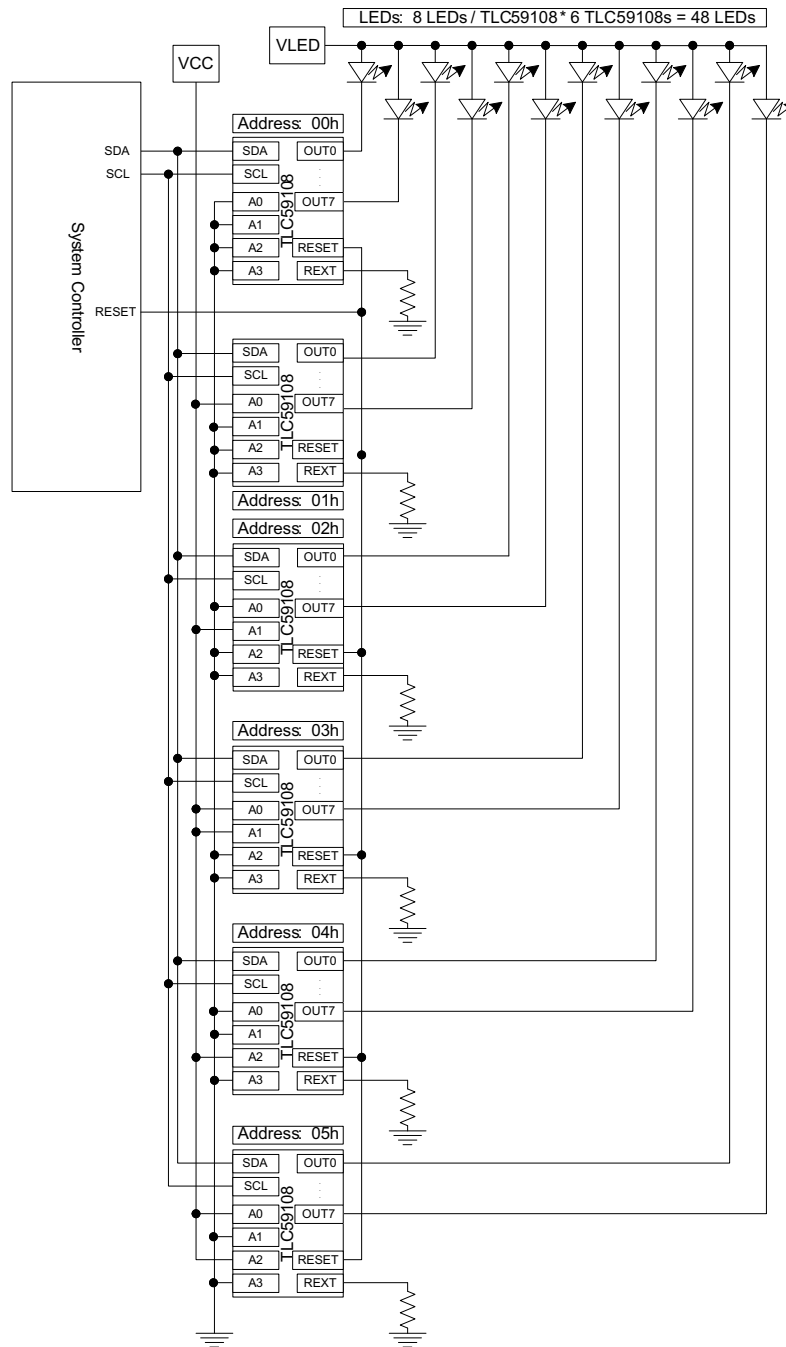 LEDs: 8 LEDs / TLC59108 * 6 TLC59108s = 48 LEDs
VLED
VCC
System Controller
SDA
SCL
RESET
Address: 00h
SDA
SCL
A0
A1
A2
A3
TLC59108
OUT0
OUT7
RESET
REXT
SDA
SCL
A0
A1
A2
A3
TLC59108
OUT0
OUT7
RESET
REXT
Address: 01h
Address: 02h
SDA
SCL
A0
A1
A2
A3
TLC59108
OUT0
OUT7
RESET
REXT
Address: 03h
SDA
SCL
A0
A1
A2
A3
TLC59108
OUT0
OUT7
RESET
REXT
Address: 04h
SDA
SCL
A0
A1
A2
A3
TLC59108
OUT0
OUT7
RESET
REXT
Address: 05h
SDA
SCL
A0
A1
A2
A3
TLC59108
OUT0
OUT7
RESET
REXT